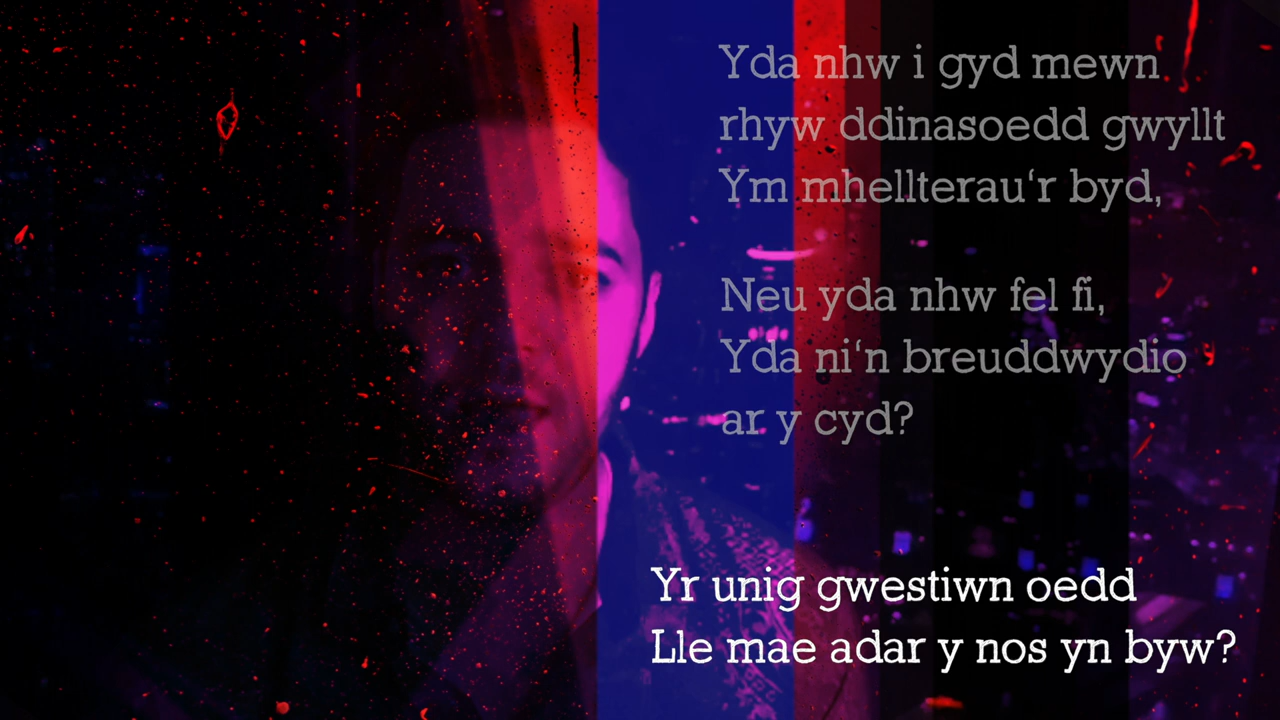 Yda nhw i gyd mewn
rhyw ddinasoedd gwyllt
Ym mhellterau‘r byd,
Neu yda nhw fel fi,
Yda ni‘n breuddwydio
ar y cyd?
Yr unig gwestiwn oedd
Lle mae adar y nos yn byw?